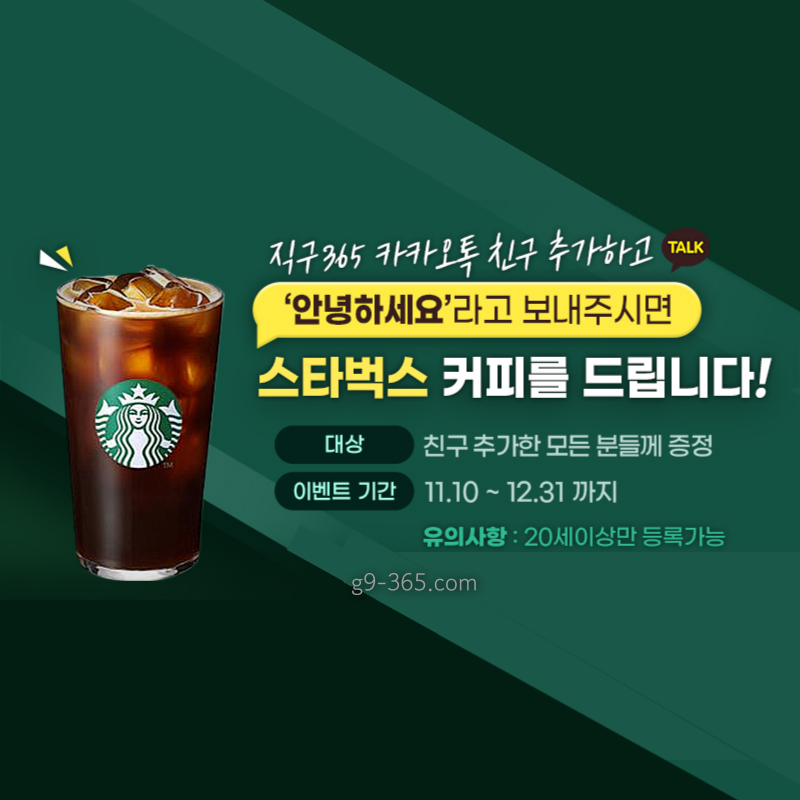 직구365 카카오톡 친구 추가하고 TALK
‘안녕하세요’라고 보내주시면
스타벅스 커피를 드립니다!
대상 친구 추가한 모든 분들께 증정
이벤트 기간 11.10 ~ 12.31 까지
유의사항 : 20세이상만 등록가능
g9-365.com
TM